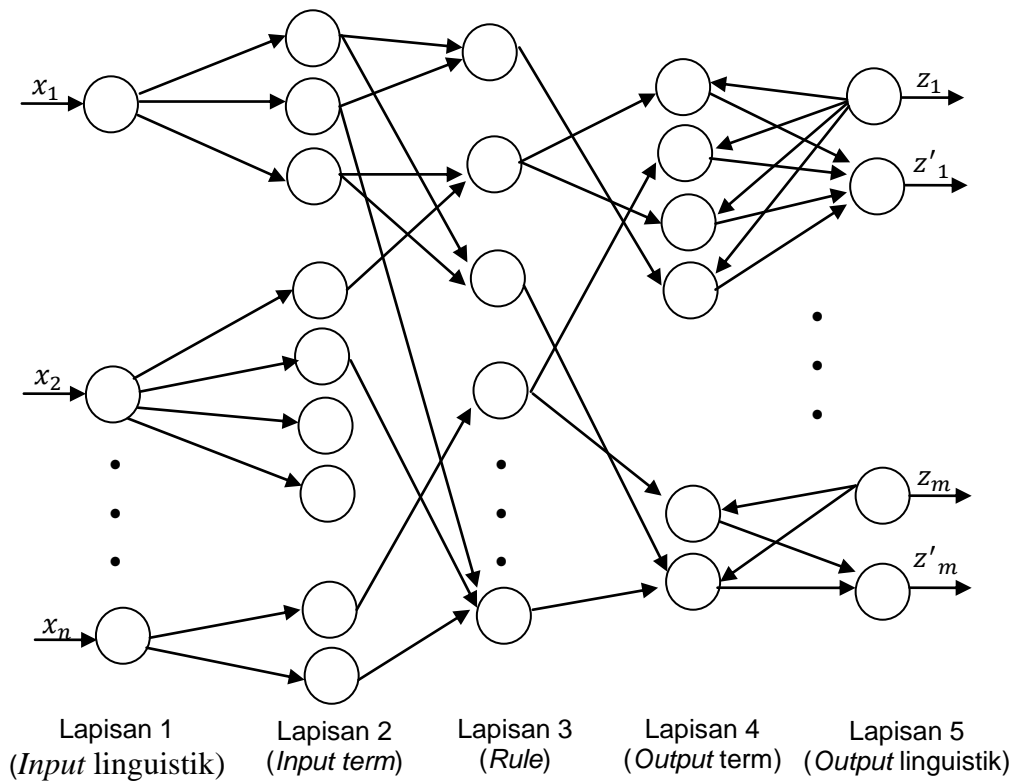 x₁
z₁
z'₁
x₂
zₘ
z'ₘ
xₙ
Lapisan 1
(Input linguistik)
Lapisan 2
(Input term)
Lapisan 3
(Rule)
Lapisan 4
(Output term)
Lapisan 5
(Output linguistik)